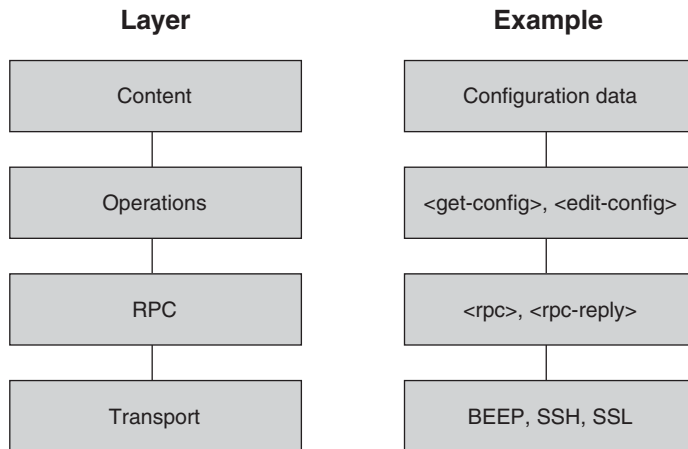 Layer
Example
Content
Configuration data
Operations
<get-config>, <edit-config>
RPC
<rpc>, <rpc-reply>
Transport
BEEP, SSH, SSL